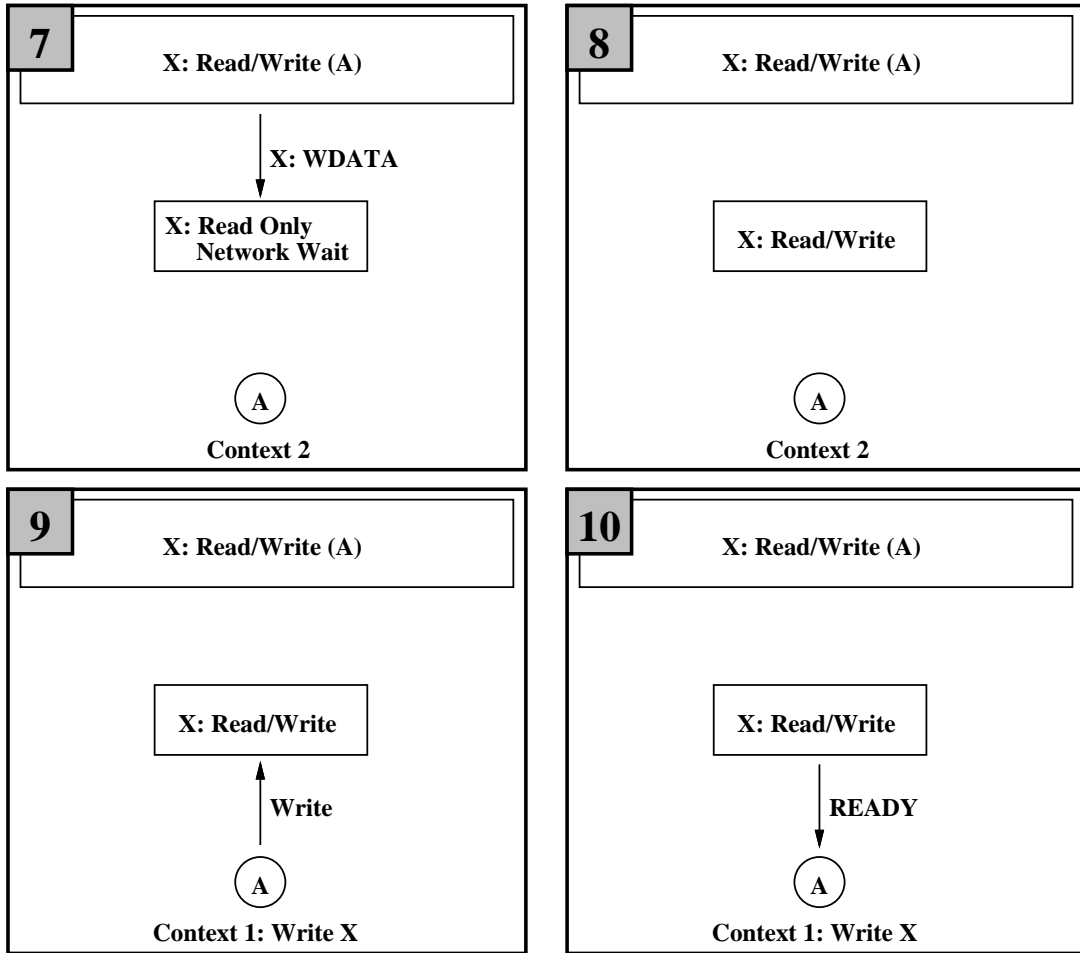 7
X: Read/Write (A)
X: WDATA
X: Read Only
Network Wait
A
Context 2
8
X: Read/Write (A)
X: Read/Write
A
Context 2
9
X: Read/Write (A)
X: Read/Write
Write
A
Context 1: Write X
10
X: Read/Write (A)
X: Read/Write
READY
A
Context 1: Write X